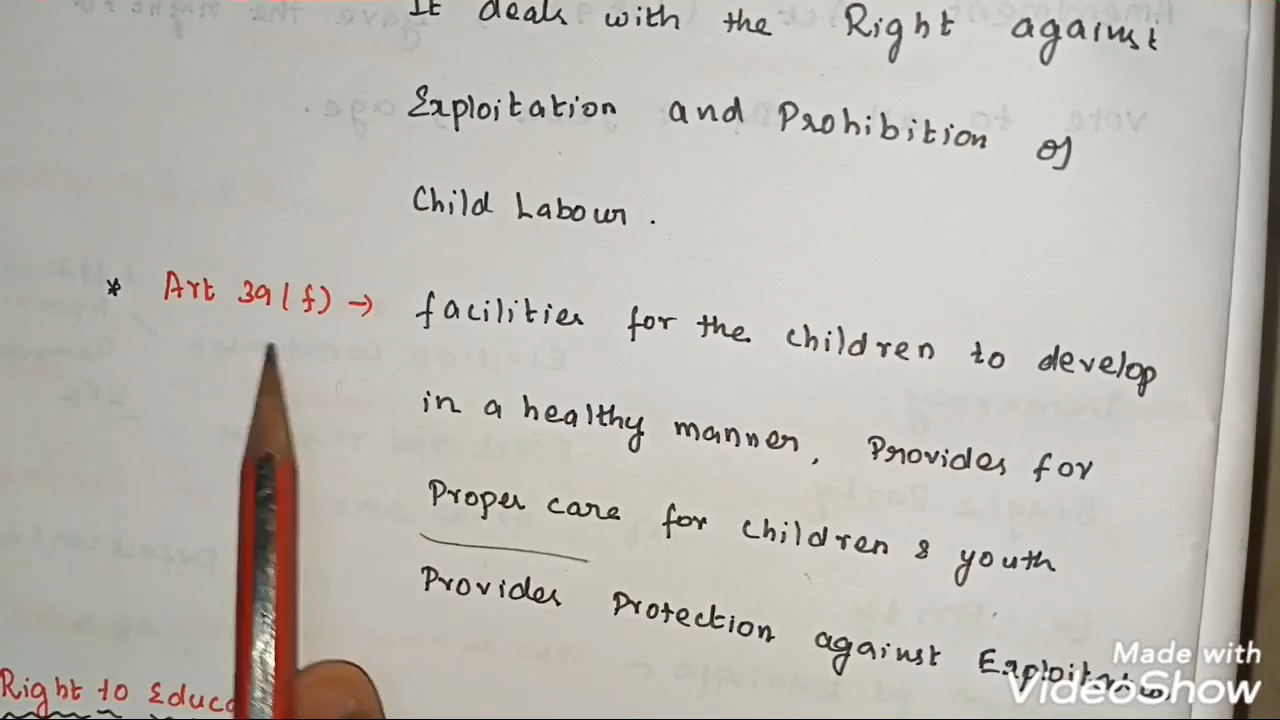 It deals with the Right against
Exploitation and Prohibition of
Child Labour.
* Art 39(f) → facilities for the children to develop
in a healthy manner, Provides for
Proper care for children & youth
Provides Protection against Exploitation
Right to Educa
Made with
VideoShow